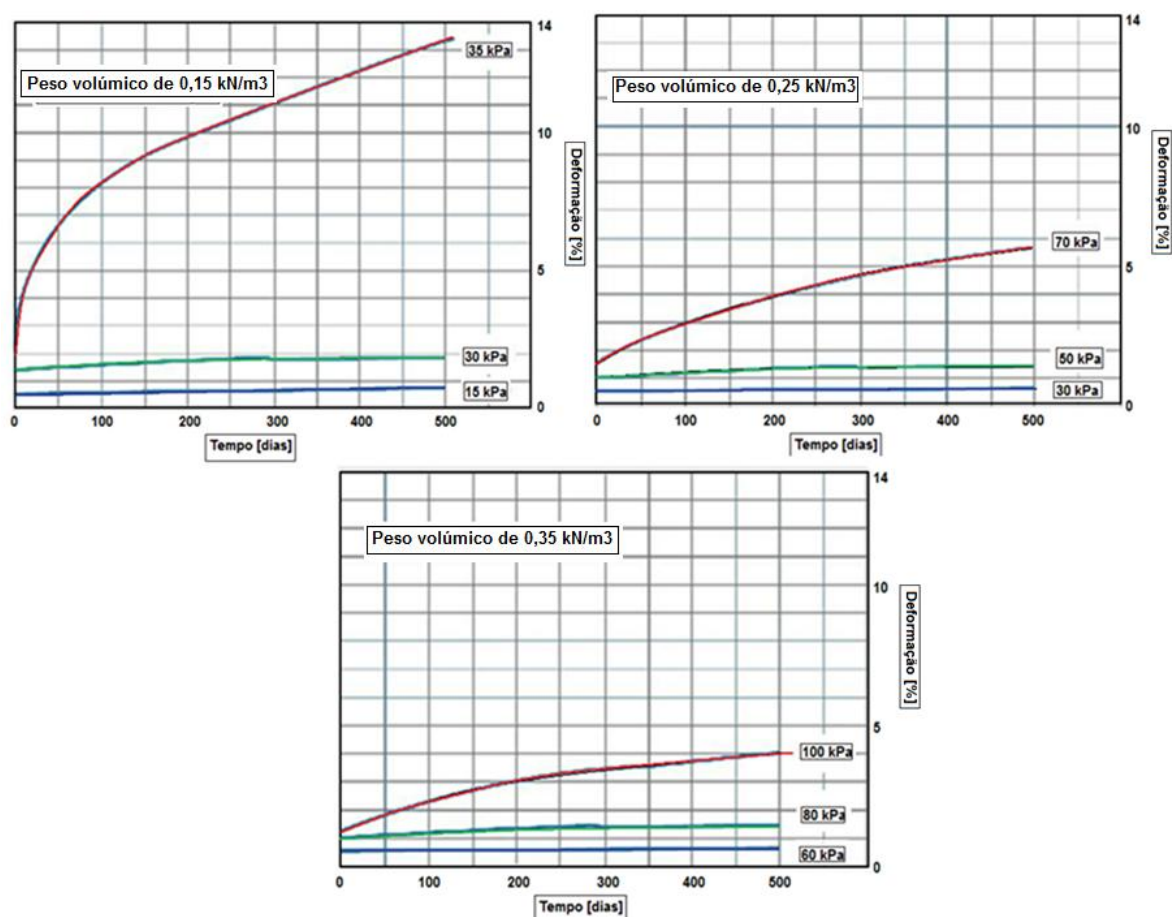 14
35 kPa
Peso volúmico de 0,15 kN/m3
10
Deformação [%]
5
30 kPa
15 kPa
0
0 100 200 300 400 500
Tempo [dias]
14
Peso volúmico de 0,25 kN/m3
10
Deformação [%]
70 kPa
5
50 kPa
30 kPa
0
0 100 200 300 400 500
Tempo [dias]
14
Peso volúmico de 0,35 kN/m3
10
Deformação [%]
5
100 kPa
80 kPa
60 kPa
0
0 100 200 300 400 500
Tempo [dias]